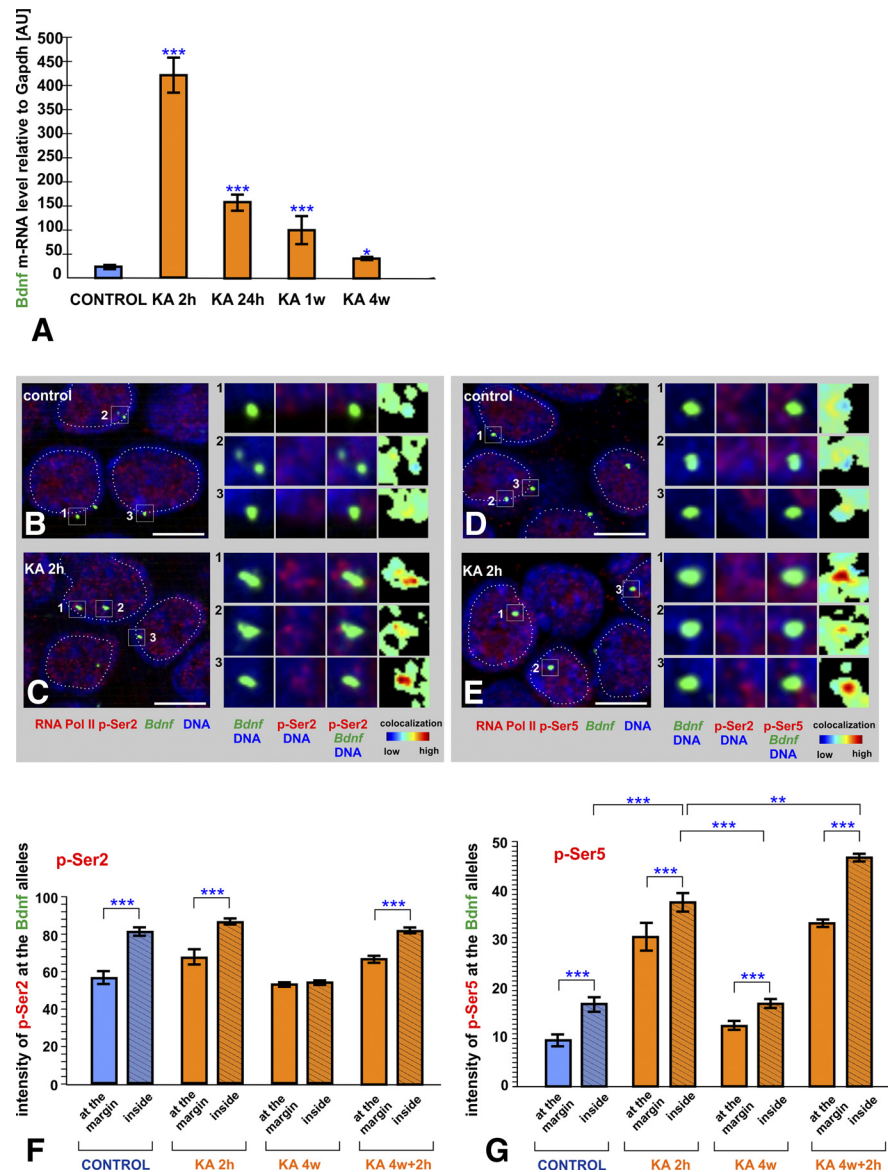 Bdnf m-RNA level relative to Gapdh [AU]
500
450
400
350
300
250
200
150
100
50
0
***
***
***
*
CONTROL KA 2h KA 24h KA 1w KA 4w
A
control
2
1
3
B
1
2
3
KA 2h
1
2
3
C
1
2
3
RNA Pol II p-Ser2 Bdnf DNA
Bdnf
DNA
p-Ser2
DNA
p-Ser2
Bdnf
DNA
colocalization
low high
control
1
3
2
D
1
2
3
KA 2h
3
1
2
E
1
2
3
RNA Pol II p-Ser5 Bdnf DNA
Bdnf
DNA
p-Ser2
DNA
p-Ser5
Bdnf
DNA
colocalization
low high
p-Ser2
intensity of p-Ser2 at the Bdnf alleles
100
80
60
40
20
0
***
***
***
at the margin
inside
at the margin
inside
at the margin
inside
at the margin
inside
F
CONTROL KA 2h KA 4w KA 4w+2h
p-Ser5
intensity of p-Ser5 at the Bdnf alleles
50
40
30
20
10
0
***
**
***
***
***
***
***
at the margin
inside
at the margin
inside
at the margin
inside
at the margin
inside
G
CONTROL KA 2h KA 4w KA 4w+2h